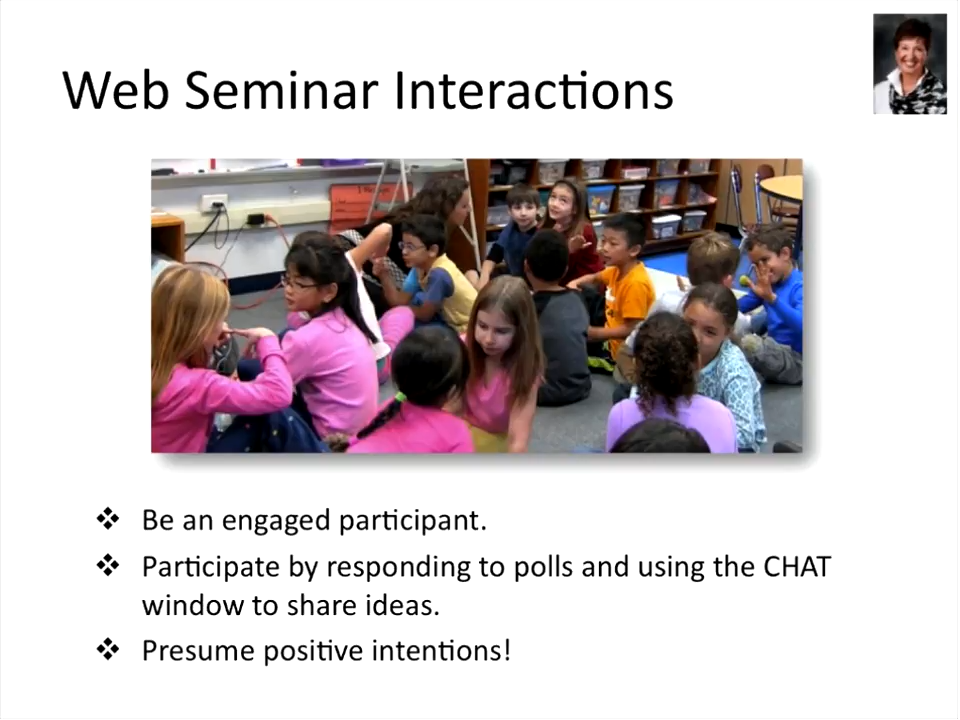 Web Seminar Interactions
❖ Be an engaged participant.
❖ Participate by responding to polls and using the CHAT
window to share ideas.
❖ Presume positive intentions!